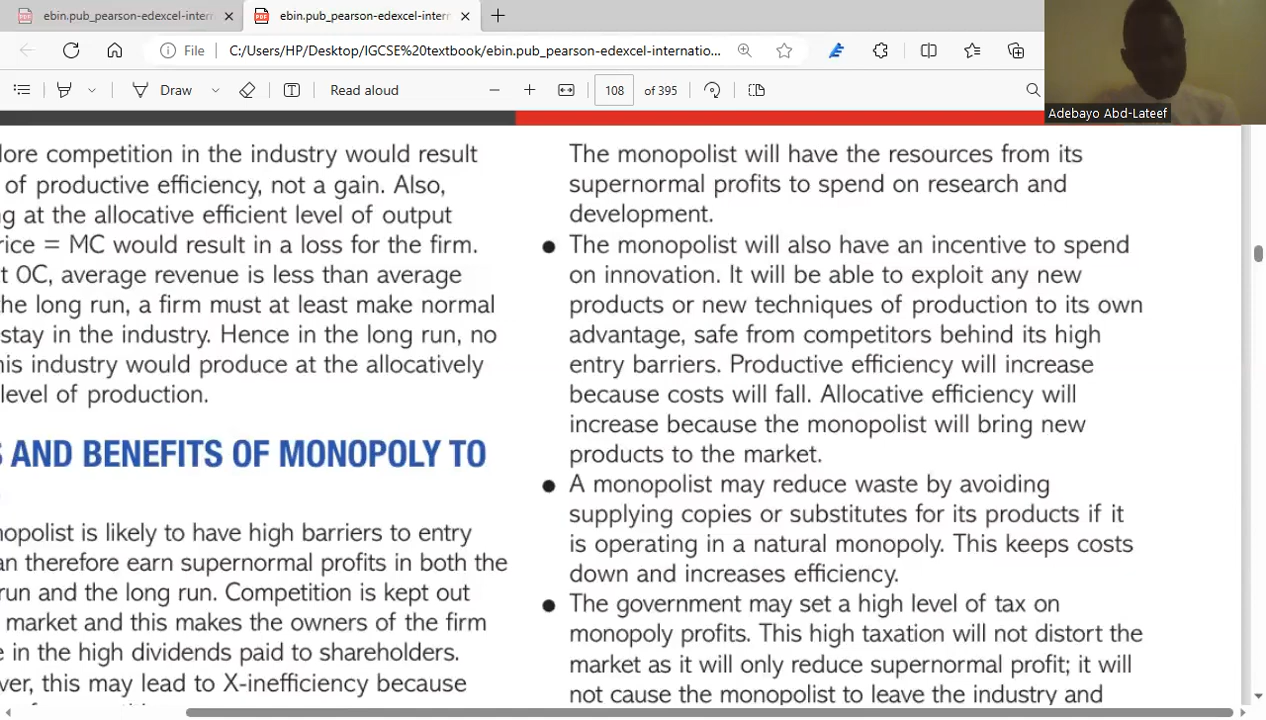 ebin.pub_pearson-edexcel-interr
ebin.pub_pearson-edexcel-intern
File
C:/Users/HP/Desktop/IGCSE%20textbook/ebin.pub_pearson-edexcel-internatio...
Draw
Read aloud
108 of 395
Adebayo Abd-Lateef
lore competition in the industry would result
of productive efficiency, not a gain. Also,
ng at the allocative efficient level of output
rice = MC would result in a loss for the firm.
t OC, average revenue is less than average
the long run, a firm must at least make normal
stay in the industry. Hence in the long run, no
his industry would produce at the allocatively
level of production.
S AND BENEFITS OF MONOPOLY TO
nopolist is likely to have high barriers to entry
an therefore earn supernormal profits in both the
run and the long run. Competition is kept out
market and this makes the owners of the firm
e in the high dividends paid to shareholders.
ver, this may lead to X-inefficiency because
The monopolist will have the resources from its
supernormal profits to spend on research and
development.
● The monopolist will also have an incentive to spend
on innovation. It will be able to exploit any new
products or new techniques of production to its own
advantage, safe from competitors behind its high
entry barriers. Productive efficiency will increase
because costs will fall. Allocative efficiency will
increase because the monopolist will bring new
products to the market.
● A monopolist may reduce waste by avoiding
supplying copies or substitutes for its products if it
is operating in a natural monopoly. This keeps costs
down and increases efficiency.
● The government may set a high level of tax on
monopoly profits. This high taxation will not distort the
market as it will only reduce supernormal profit; it will
not cause the monopolist to leave the industry and